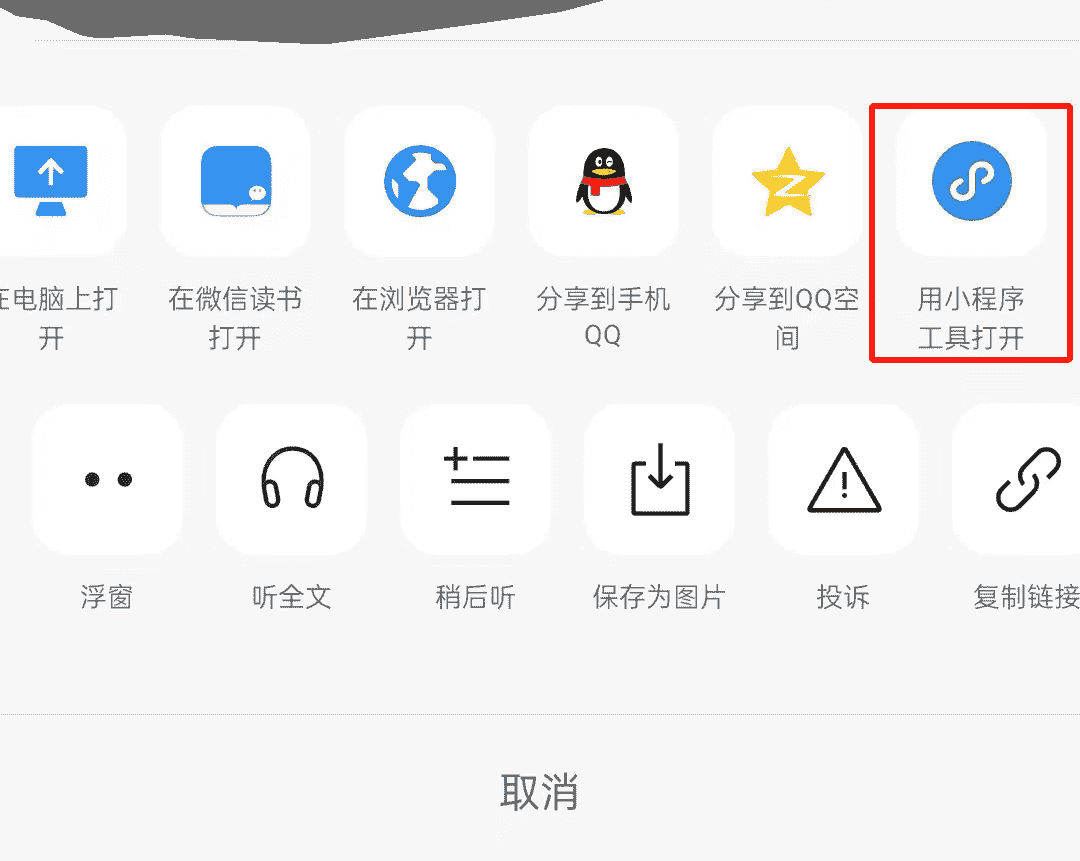 在电脑上打
开
在微信读书
打开
在浏览器打
开
分享到手机
QQ
分享到QQ空
间
用小程序
工具打开
浮窗
听全文
稍后听
保存为图片
投诉
复制链接
取消